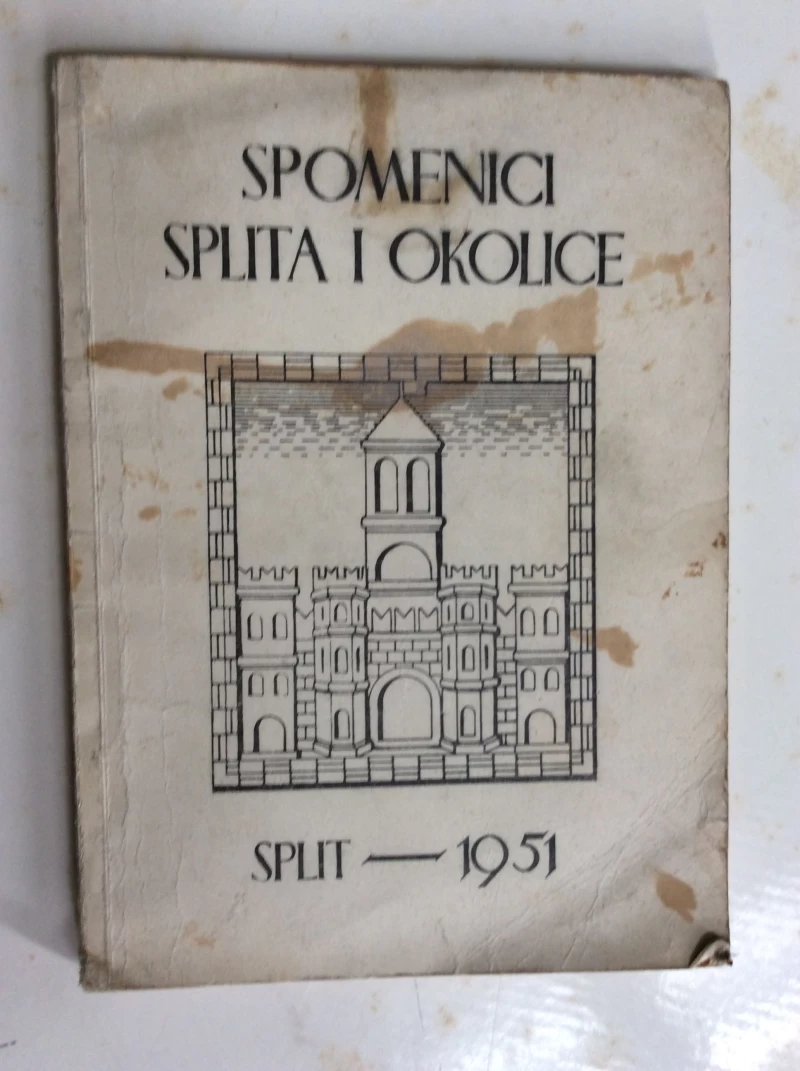 SPOMENICI
SPLITA I OKOLICE
SPLIT — 1951